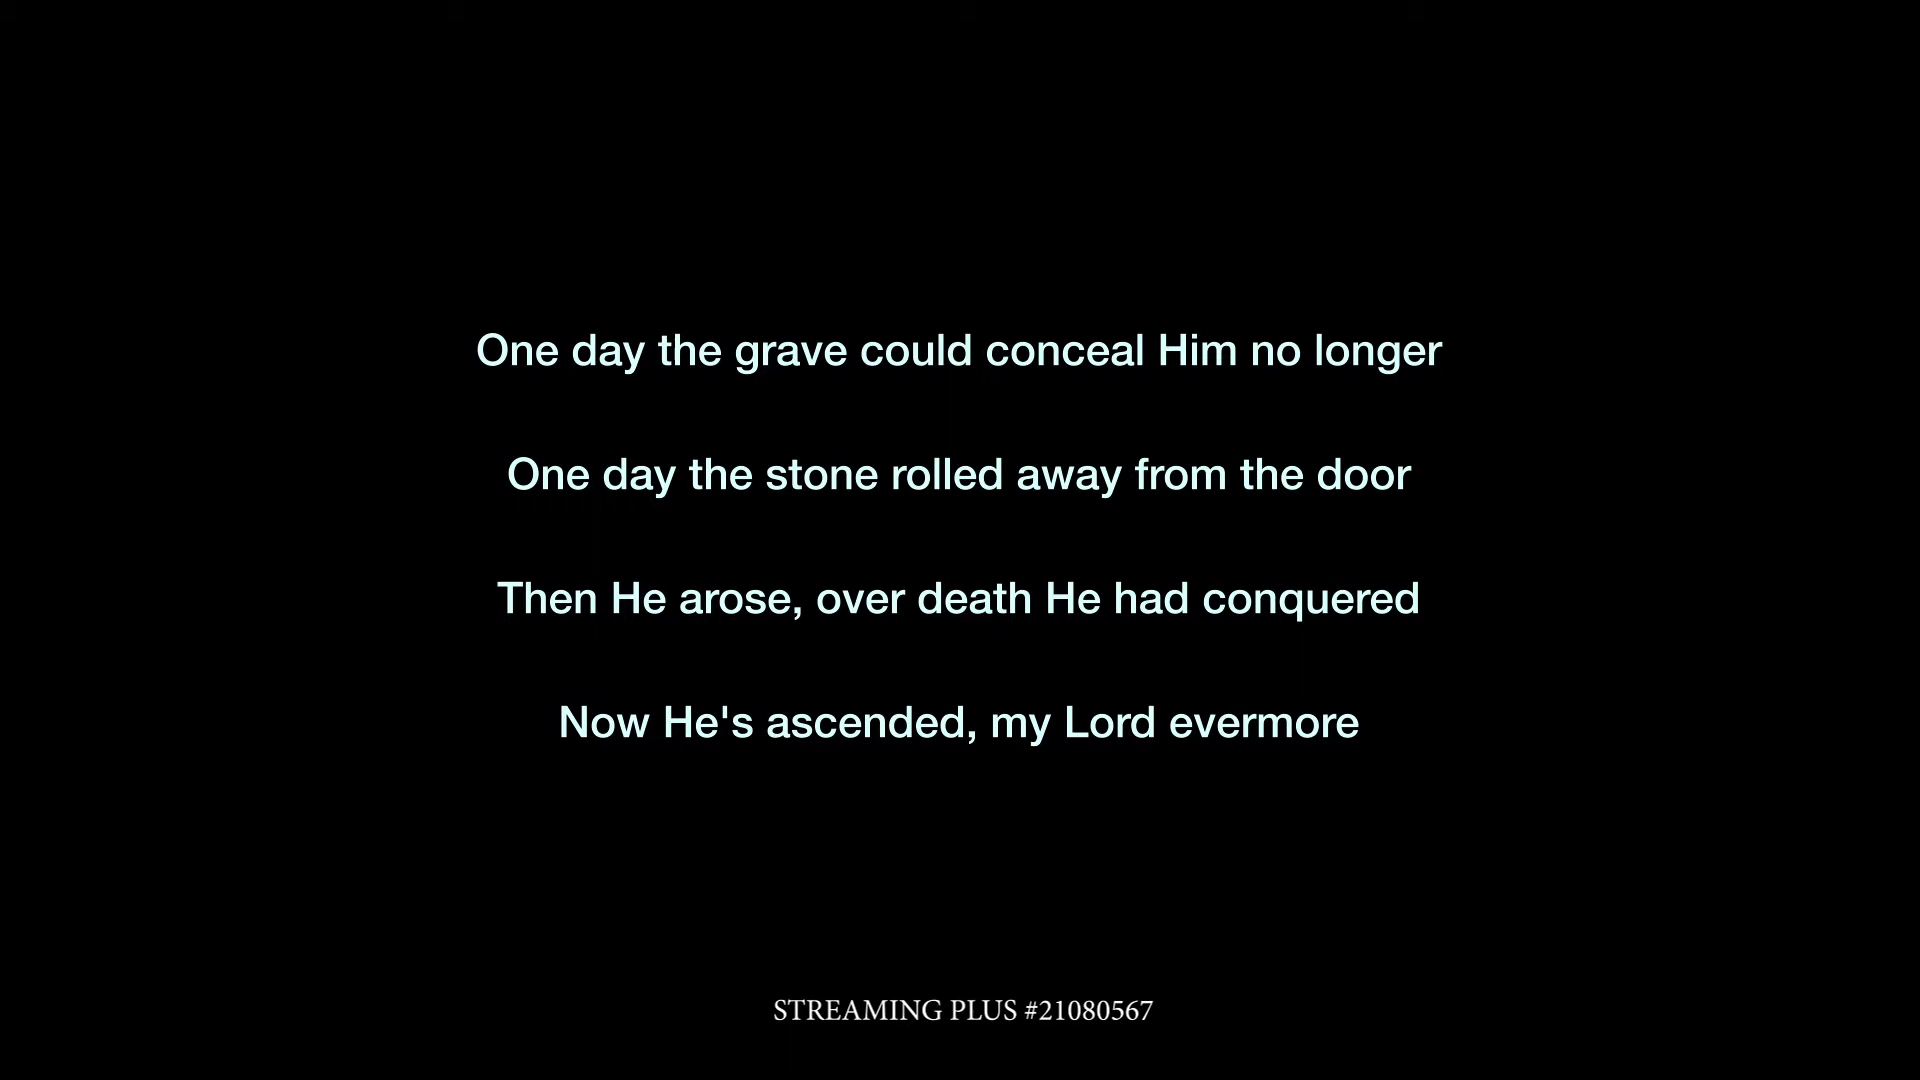 One day the grave could conceal Him no longer
One day the stone rolled away from the door
Then He arose, over death He had conquered
Now He's ascended, my Lord evermore
STREAMING PLUS #21080567